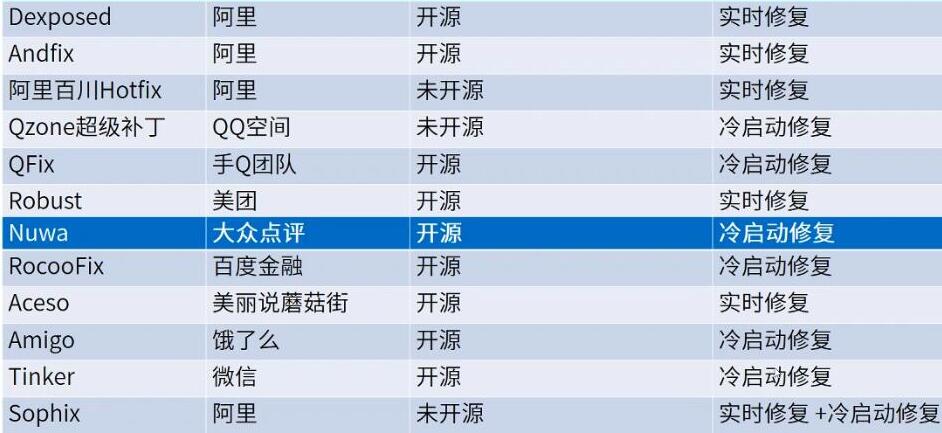 Dexposed 阿里 开源 实时修复
Andfix 阿里 开源 实时修复
阿里百川Hotfix 阿里 未开源 实时修复
Qzone超级补丁 QQ空间 未开源 冷启动修复
QFix 手Q团队 开源 冷启动修复
Robust 美团 开源 实时修复
Nuwa 大众点评 开源 冷启动修复
RocooFix 百度金融 开源 冷启动修复
Aceso 美丽说蘑菇街 开源 实时修复
Amigo 饿了么 开源 冷启动修复
Tinker 微信 开源 冷启动修复
Sophix 阿里 未开源 实时修复 +冷启动修复